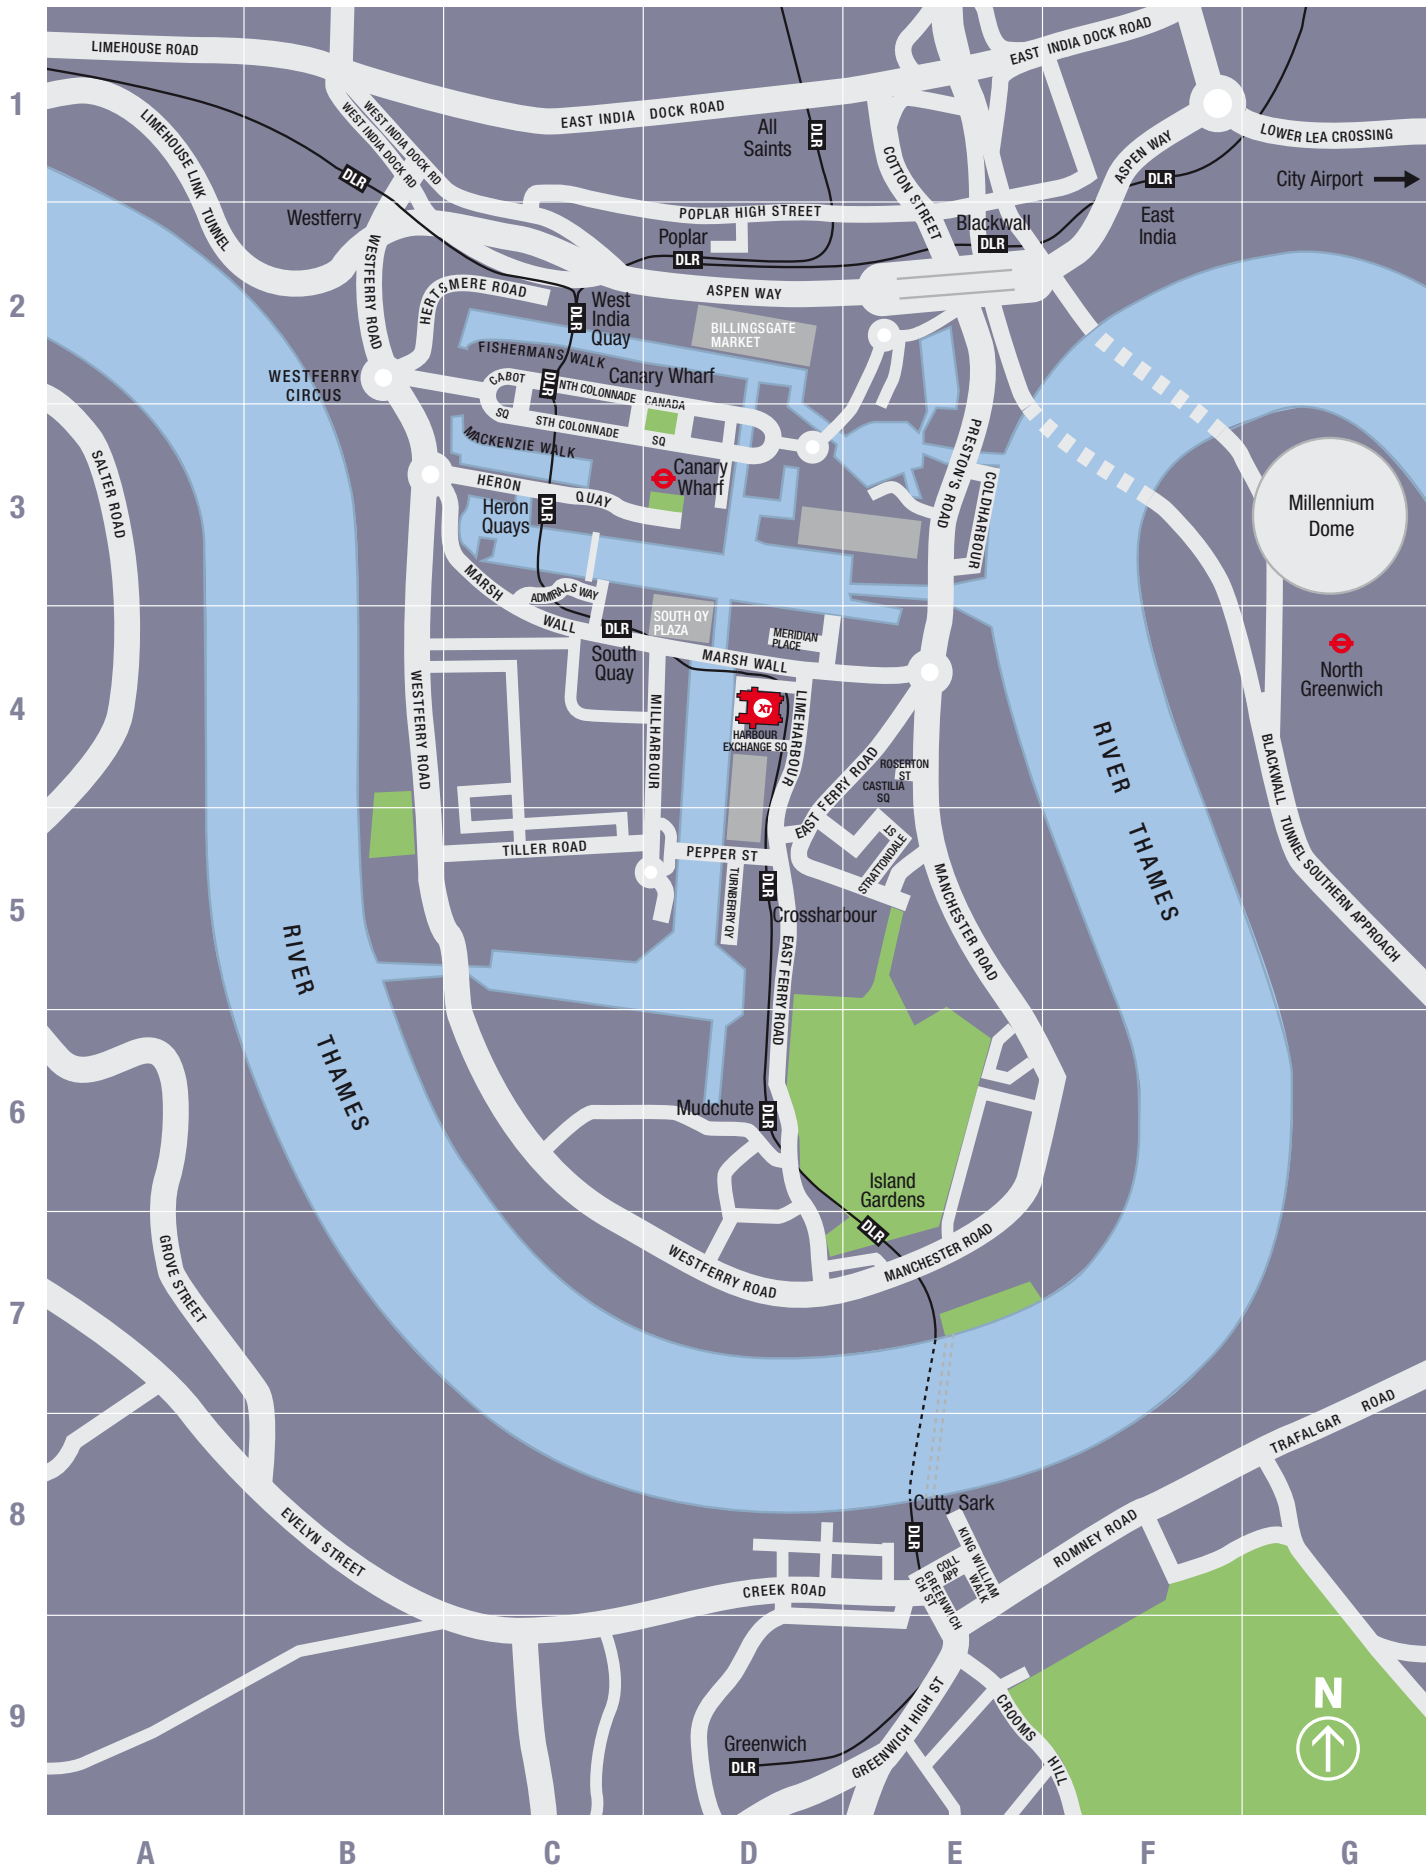 LIMEHOUSE ROAD
EAST INDIA DOCK ROAD
1
WEST INDIA DOCK RD
WEST INDIA DOCK RD
EAST INDIA DOCK ROAD
All
Saints
DLR
LIMEHOUSE LINK TUNNEL
COTTON STREET
ASPEN WAY
LOWER LEA CROSSING
DLR
Westferry
DLR
East
India
City Airport
POPLAR HIGH STREET
Poplar
DLR
Blackwall
DLR
2
WESTFERRY ROAD
HERTSMERE ROAD
West
India
Quay
DLR
ASPEN WAY
BILLINGSGATE
MARKET
FISHERMANS WALK
WESTFERRY
CIRCUS
CABOT
SQ
DLR
Canary Wharf
NTH COLONNADE
CANADA
SQ
STH COLONNADE
MACKENZIE WALK
PRESTON'S ROAD
COLDHARBOUR
SALTER ROAD
3
HERON QUAY
Canary
Wharf
Heron
Quays
DLR
Millennium
Dome
MARSH WALL
ADMIRALS WAY
DLR
South
Quay
SOUTH QY
PLAZA
MERIDIAN
PLACE
MARSH WALL
North
Greenwich
4
WESTFERRY ROAD
MILLHARBOUR
XT
HARBOUR
EXCHANGE SQ
LIMEHARBOUR
EAST FERRY ROAD
ROSERTON
ST
CASTILIA
SQ
RIVER THAMES
BLACKWALL TUNNEL SOUTHERN APPROACH
TILLER ROAD
PEPPER ST
STRATTONDALE
ST
5
TURNBERRY QY
DLR
Crossharbour
MANCHESTER ROAD
RIVER THAMES
EAST FERRY ROAD
6
Mudchute
DLR
Island
Gardens
DLR
GROVE STREET
WESTFERRY ROAD
MANCHESTER ROAD
7
TRAFALGAR ROAD
8
EVELYN STREET
Cutty Sark
DLR
KING WILLIAM
WALK
COLL
APP
GREENWICH
CH ST
ROMNEY ROAD
CREEK ROAD
9
Greenwich
DLR
GREENWICH HIGH ST
CROOMS HILL
N
A B C D E F G